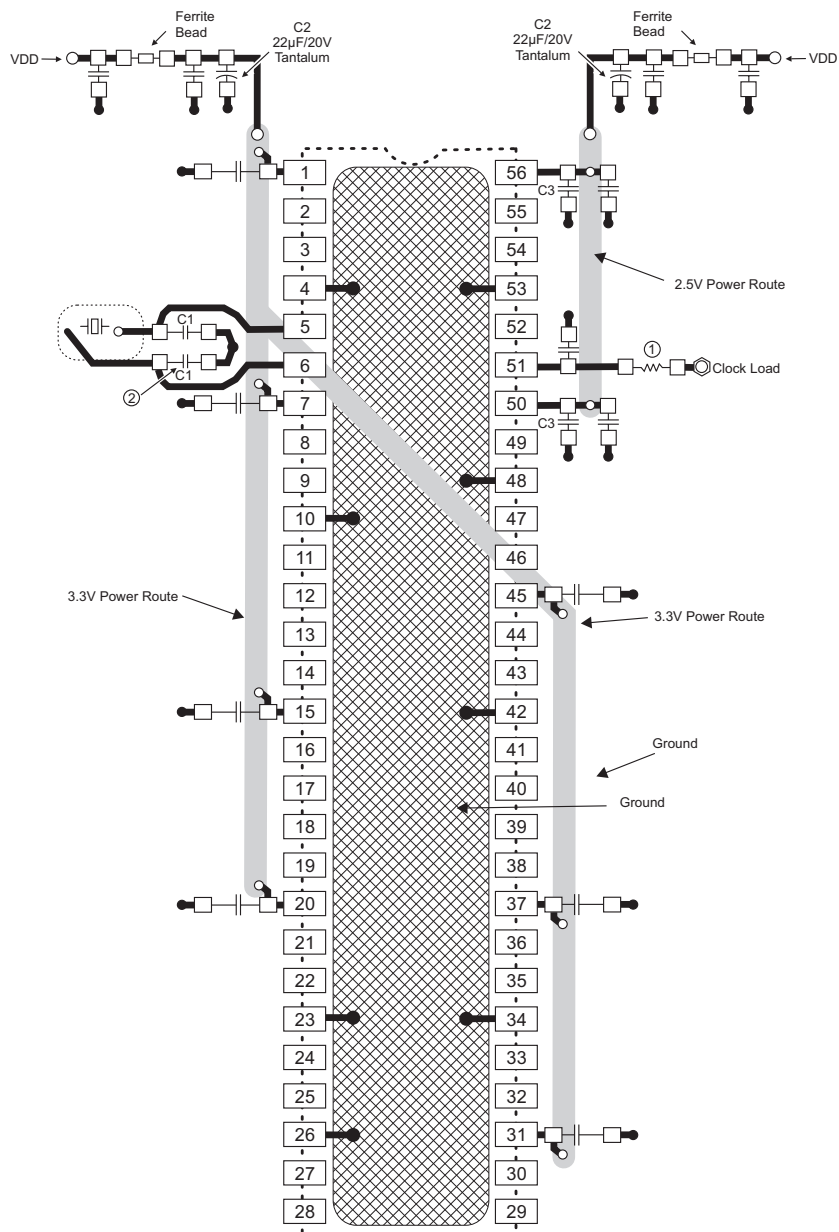 Ferrite
Bead
C2
22µF/20V
Tantalum
VDD
C2
22µF/20V
Tantalum
Ferrite
Bead
VDD
1
2
3
4
5
6
7
8
9
10
11
12
13
14
15
16
17
18
19
20
21
22
23
24
25
26
27
28
56
55
54
53
52
51
50
49
48
47
46
45
44
43
42
41
40
39
38
37
36
35
34
33
32
31
30
29
C1
C1
②
3.3V Power Route
C3
2.5V Power Route
①
Clock Load
C3
3.3V Power Route
Ground
Ground